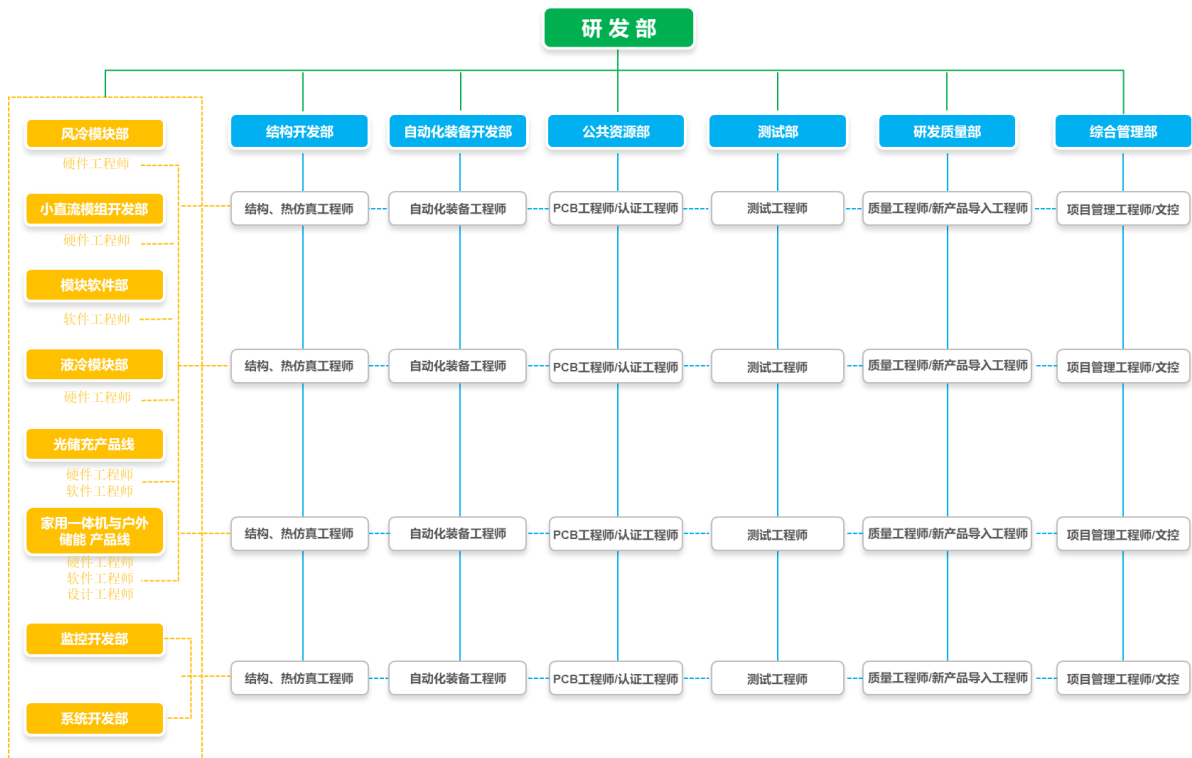 研发部
风冷模块部
硬件工程师
小直流模组开发部
硬件工程师
模块软件部
软件工程师
液冷模块部
硬件工程师
光储充产品线
硬件工程师
软件工程师
家用一体机与户外
储能 产品线
硬件工程师
软件工程师
设计工程师
监控开发部
系统开发部
结构开发部
自动化装备开发部
公共资源部
测试部
研发质量部
综合管理部
结构、热仿真工程师
自动化装备工程师
PCB工程师/认证工程师
测试工程师
质量工程师/新产品导入工程师
项目管理工程师/文控
结构、热仿真工程师
自动化装备工程师
PCB工程师/认证工程师
测试工程师
质量工程师/新产品导入工程师
项目管理工程师/文控
结构、热仿真工程师
自动化装备工程师
PCB工程师/认证工程师
测试工程师
质量工程师/新产品导入工程师
项目管理工程师/文控
结构、热仿真工程师
自动化装备工程师
PCB工程师/认证工程师
测试工程师
质量工程师/新产品导入工程师
项目管理工程师/文控